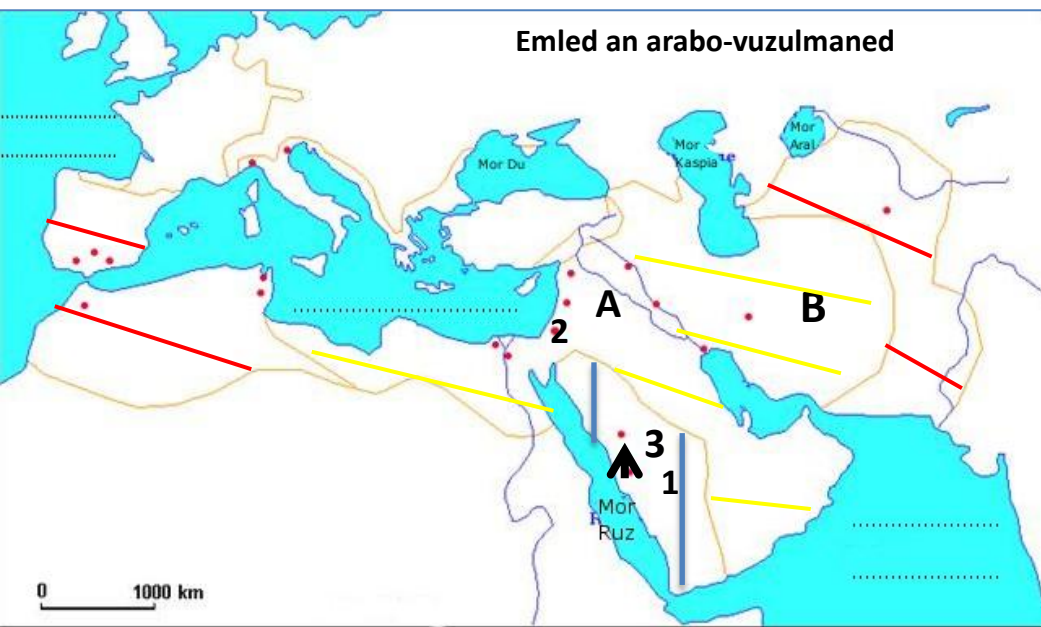 Emled an arabo-vuzulmaned
Mor
Aral
Mor
Kaspia
Mor Du
A
B
2
3
1
Mor
Ruz
0 1000 km